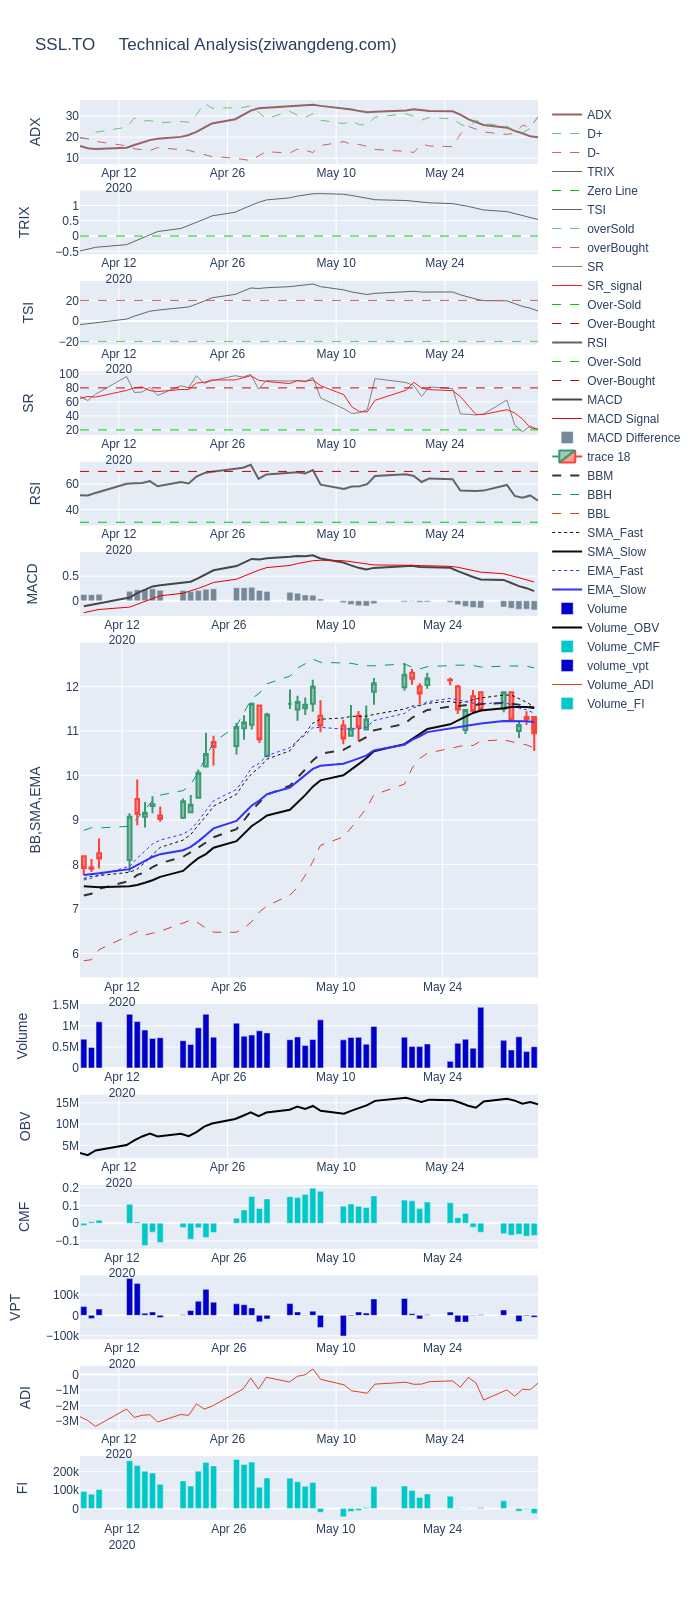 SSL.TO Technical Analysis(ziwangdeng.com)
ADX
30
20
10
Apr 12
2020
Apr 26
May 10
May 24
TRIX
1
0.5
0
−0.5
Apr 12
2020
Apr 26
May 10
May 24
TSI
20
0
−20
Apr 12
2020
Apr 26
May 10
May 24
SR
100
80
60
40
20
Apr 12
2020
Apr 26
May 10
May 24
RSI
60
40
Apr 12
2020
Apr 26
May 10
May 24
MACD
0.5
0
Apr 12
2020
Apr 26
May 10
May 24
BB,SMA,EMA
12
11
10
9
8
7
6
Apr 12
2020
Apr 26
May 10
May 24
Volume
1.5M
1M
0.5M
0
Apr 12
2020
Apr 26
May 10
May 24
OBV
15M
10M
5M
Apr 12
2020
Apr 26
May 10
May 24
CMF
0.2
0.1
0
−0.1
Apr 12
2020
Apr 26
May 10
May 24
VPT
100k
0
−100k
Apr 12
2020
Apr 26
May 10
May 24
ADI
0
−1M
−2M
−3M
Apr 12
2020
Apr 26
May 10
May 24
FI
200k
100k
0
Apr 12
2020
Apr 26
May 10
May 24
ADX
D+
D-
TRIX
Zero Line
TSI
overSold
overBought
SR
SR_signal
Over-Sold
Over-Bought
RSI
Over-Sold
Over-Bought
MACD
MACD Signal
MACD Difference
trace 18
BBM
BBH
BBL
SMA_Fast
SMA_Slow
EMA_Fast
EMA_Slow
Volume
Volume_OBV
Volume_CMF
volume_vpt
Volume_ADI
Volume_FI